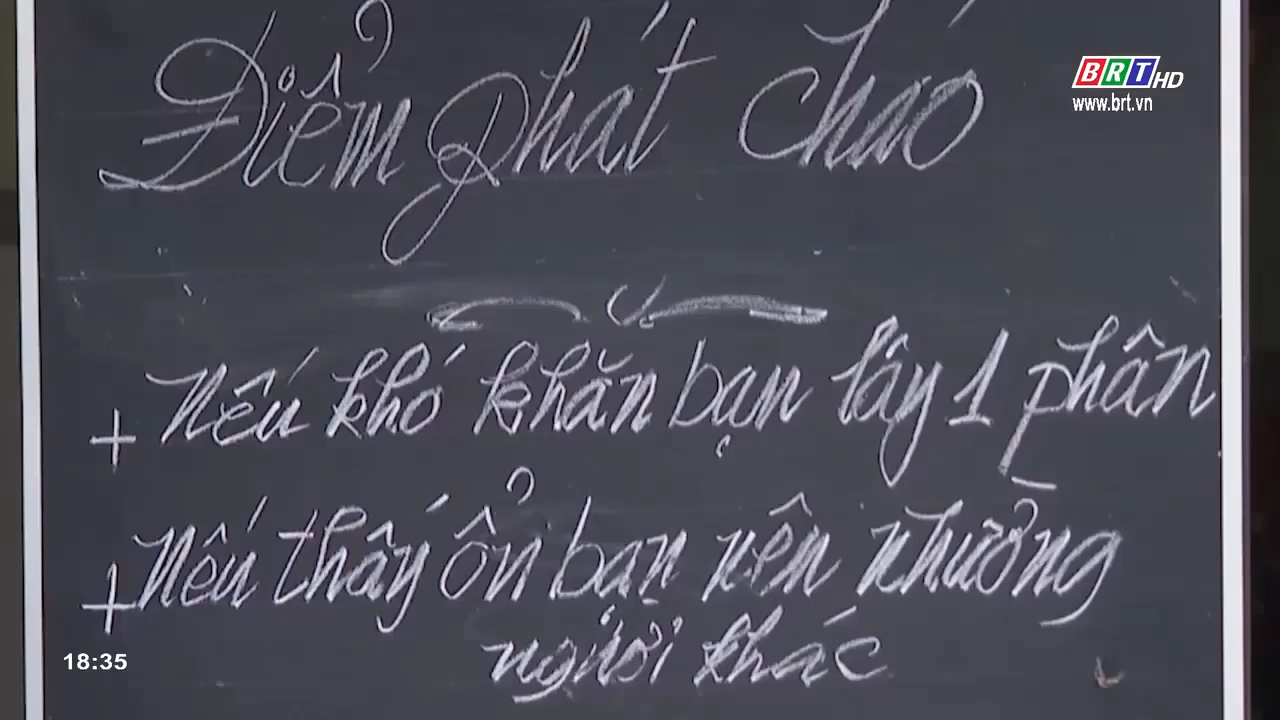 Điểm phát cháo
BRT HD
www.brt.vn
+ Nếu khó khăn bạn lấy 1 phần
+ Nếu thấy ổn bạn nên nhường
người khác
18:35